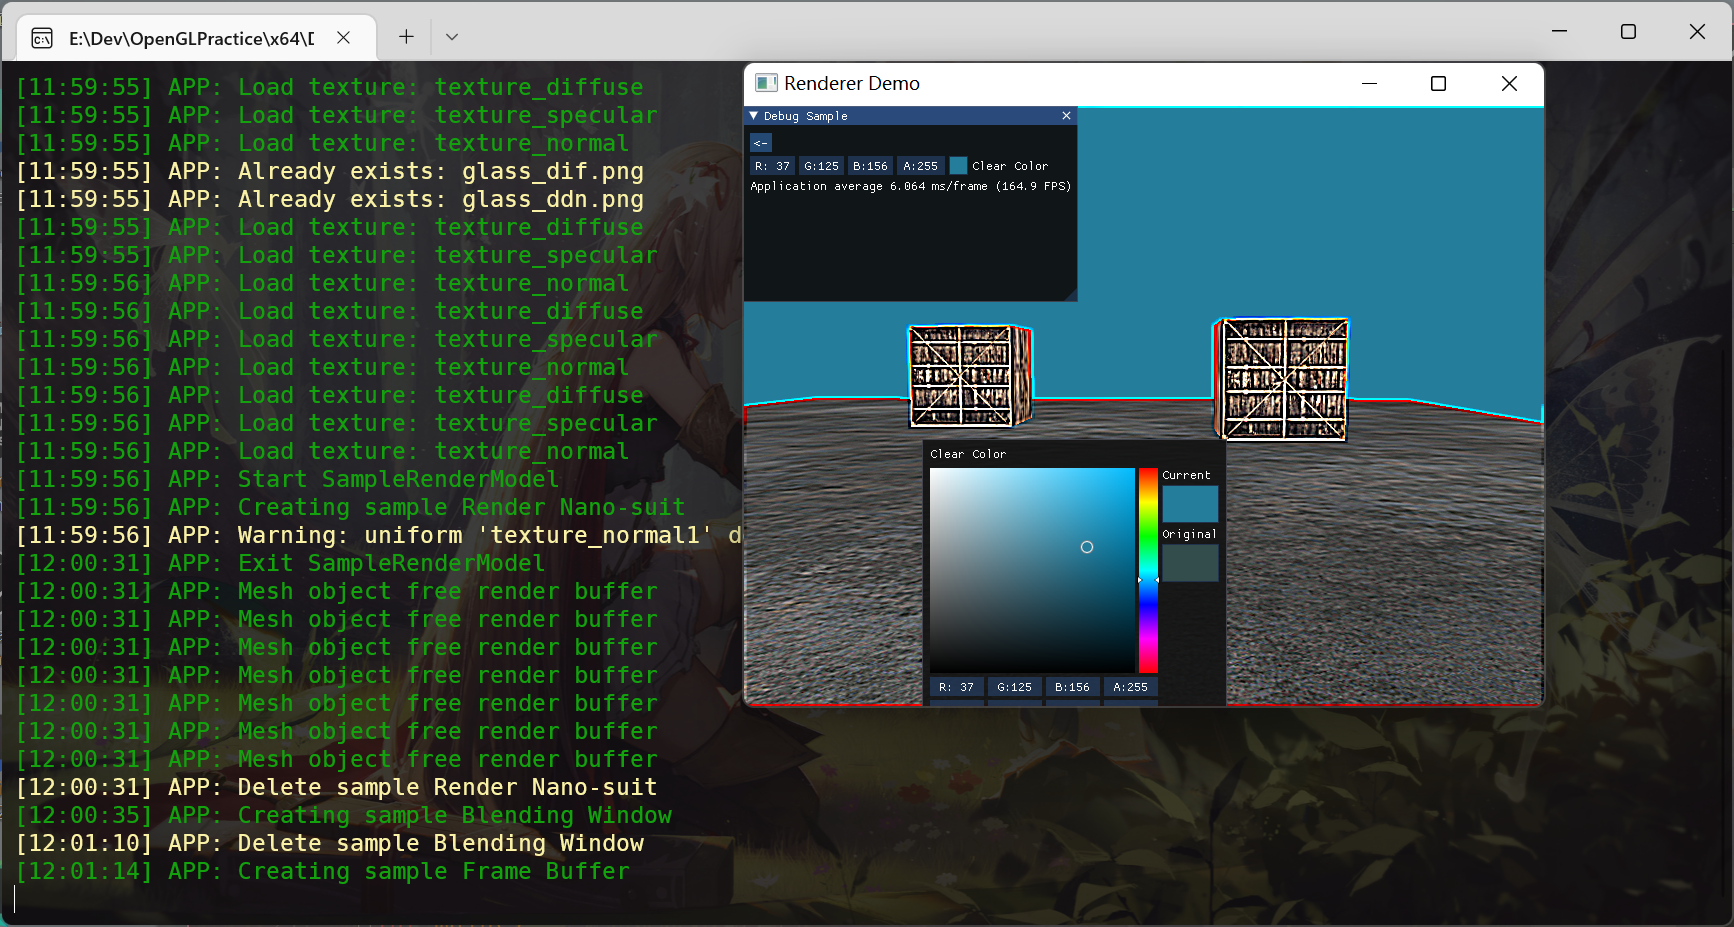 E:\Dev\OpenGLPractice\x64\D
[11:59:55] APP: Load texture: texture_diffuse
[11:59:55] APP: Load texture: texture_specular
[11:59:55] APP: Load texture: texture_normal
[11:59:55] APP: Already exists: glass_dif.png
[11:59:55] APP: Already exists: glass_ddn.png
[11:59:55] APP: Load texture: texture_diffuse
[11:59:55] APP: Load texture: texture_specular
[11:59:56] APP: Load texture: texture_normal
[11:59:56] APP: Load texture: texture_diffuse
[11:59:56] APP: Load texture: texture_specular
[11:59:56] APP: Load texture: texture_normal
[11:59:56] APP: Load texture: texture_diffuse
[11:59:56] APP: Load texture: texture_specular
[11:59:56] APP: Load texture: texture_normal
[11:59:56] APP: Start SampleRenderModel
[11:59:56] APP: Creating sample Render Nano-suit
[11:59:56] APP: Warning: uniform 'texture_normal1' d
[12:00:31] APP: Exit SampleRenderModel
[12:00:31] APP: Mesh object free render buffer
[12:00:31] APP: Mesh object free render buffer
[12:00:31] APP: Mesh object free render buffer
[12:00:31] APP: Mesh object free render buffer
[12:00:31] APP: Mesh object free render buffer
[12:00:31] APP: Mesh object free render buffer
[12:00:31] APP: Mesh object free render buffer
[12:00:31] APP: Delete sample Render Nano-suit
[12:00:35] APP: Creating sample Blending Window
[12:01:10] APP: Delete sample Blending Window
[12:01:14] APP: Creating sample Frame Buffer
Renderer Demo
Debug Sample
<-
R: 37 G:125 B:156 A:255 Clear Color
Application average 6.064 ms/frame (164.9 FPS)
Clear Color
Current
Original
R: 37 G:125 B:156 A:255